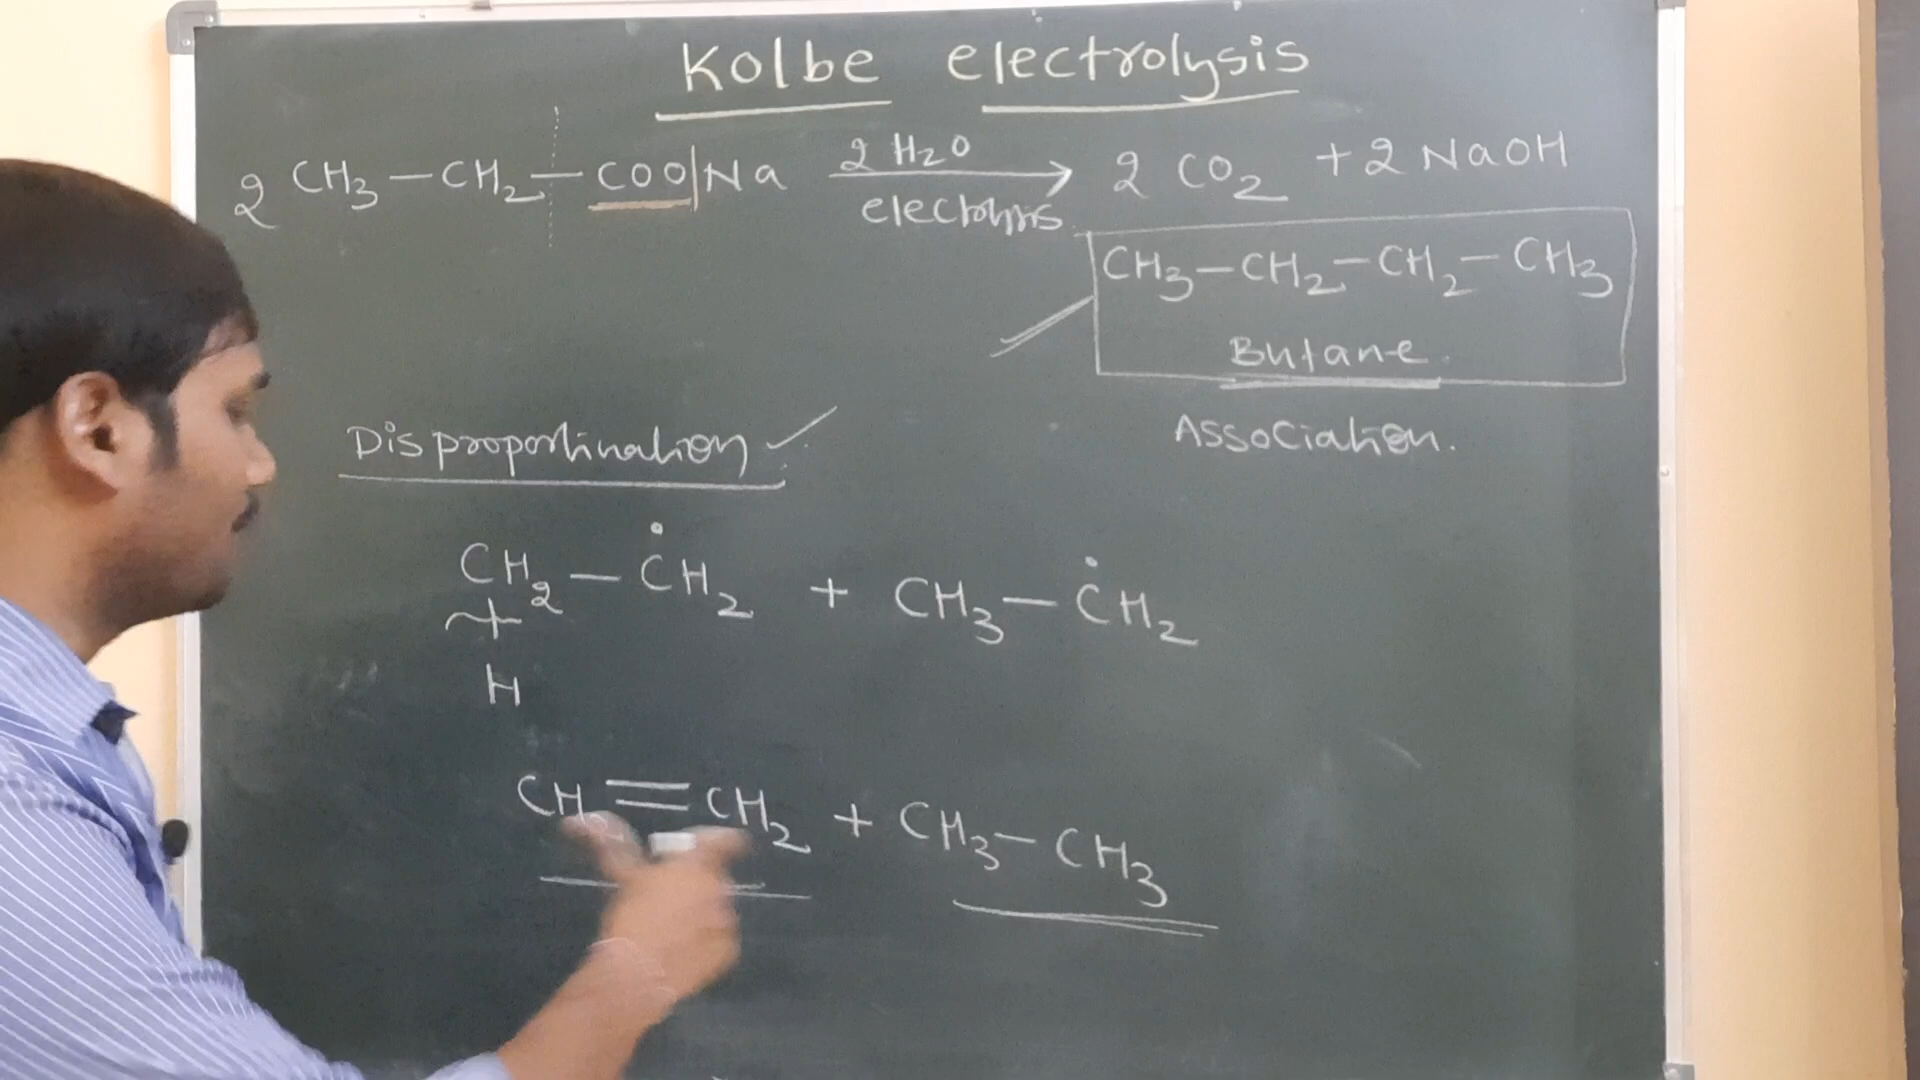 Kolbe electrolysis
2 CH3—CH2—COO|Na 2 H2O → 2 CO2 + 2 NaOH
CH3—CH2—CH2—CH3
Butane
Association.
Disproportination ✓
CH2—ĊH2 + CH3—ĊH2
H
CH2=CH2 + CH3—CH3